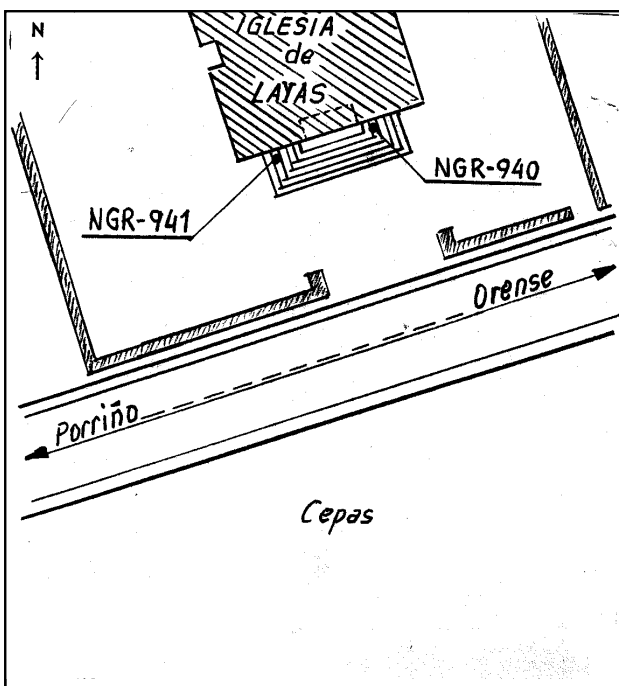 N
IGLESIA
de
LAYAS
NGR-940
NGR-941
Orense
Porriño
Cepas